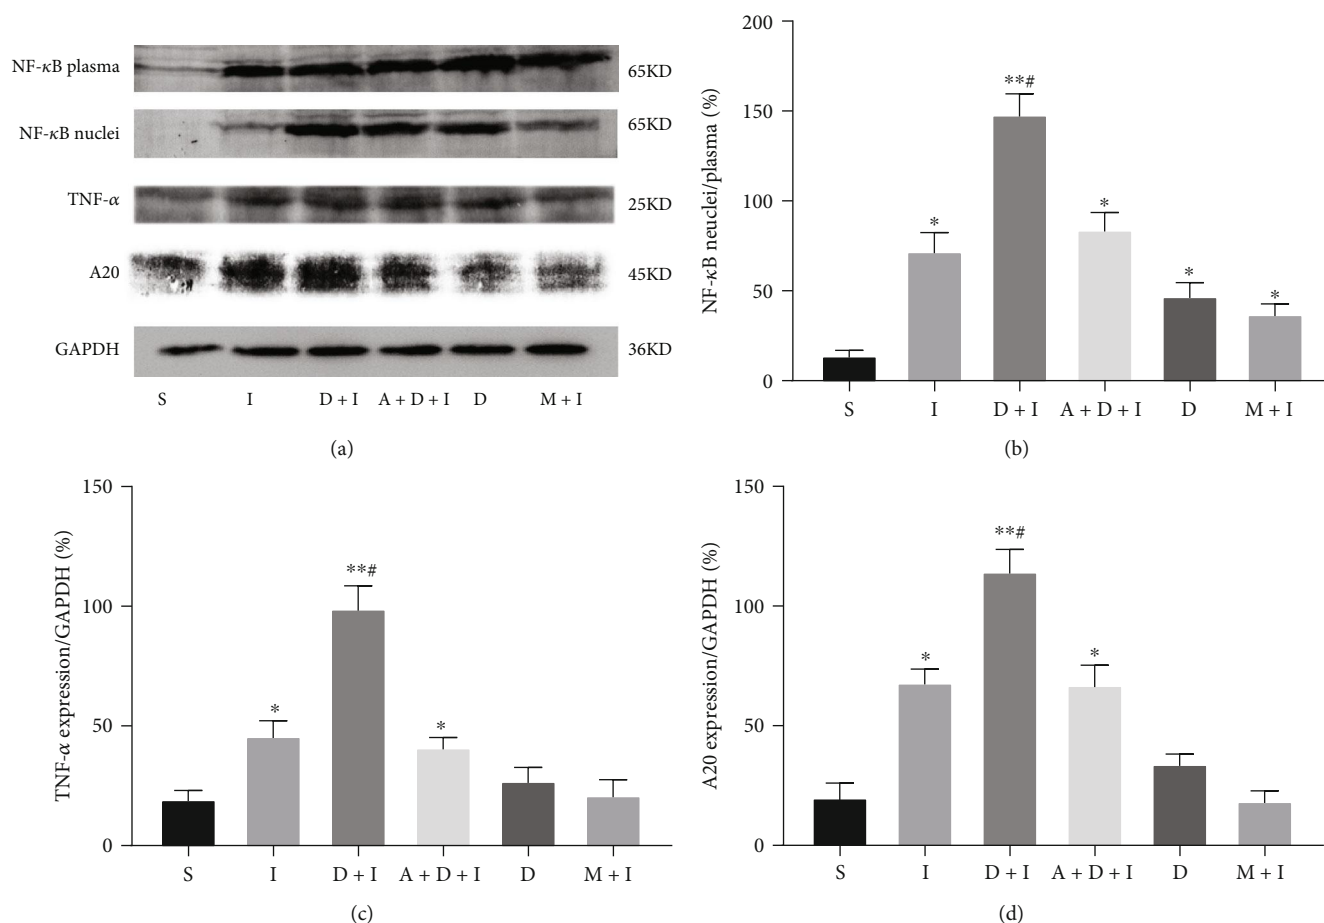 NF-κB plasma
65KD
NF-κB nuclei
65KD
TNF-α
25KD
A20
45KD
GAPDH
36KD
S I D + I A + D + I D M + I
(a)
NF-κB neuclei/plasma (%)
200
150
100
50
0
*
**#
*
*
*
S I D + I A + D + I D M + I
(b)
TNF-α expression/GAPDH (%)
150
100
50
0
*
**#
*
S I D + I A + D + I D M + I
(c)
A20 expression/GAPDH (%)
150
100
50
0
*
**#
*
S I D + I A + D + I D M + I
(d)